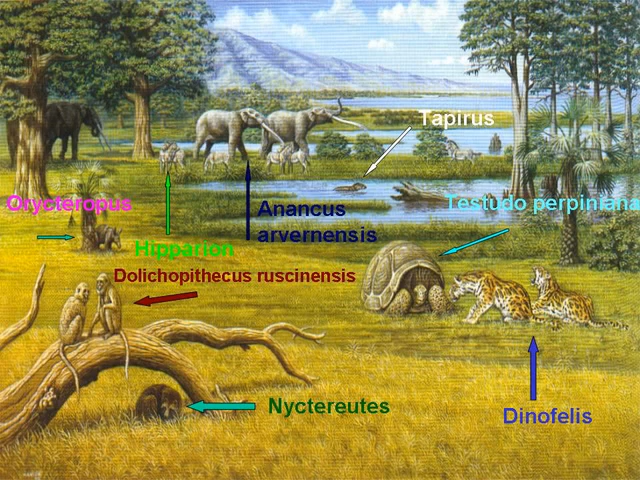 Tapirus
Orycteropus
Testudo perpiniana
Anancus
arvernensis
Hipparion
Dolichopithecus ruscinensis
Nyctereutes
Dinofelis